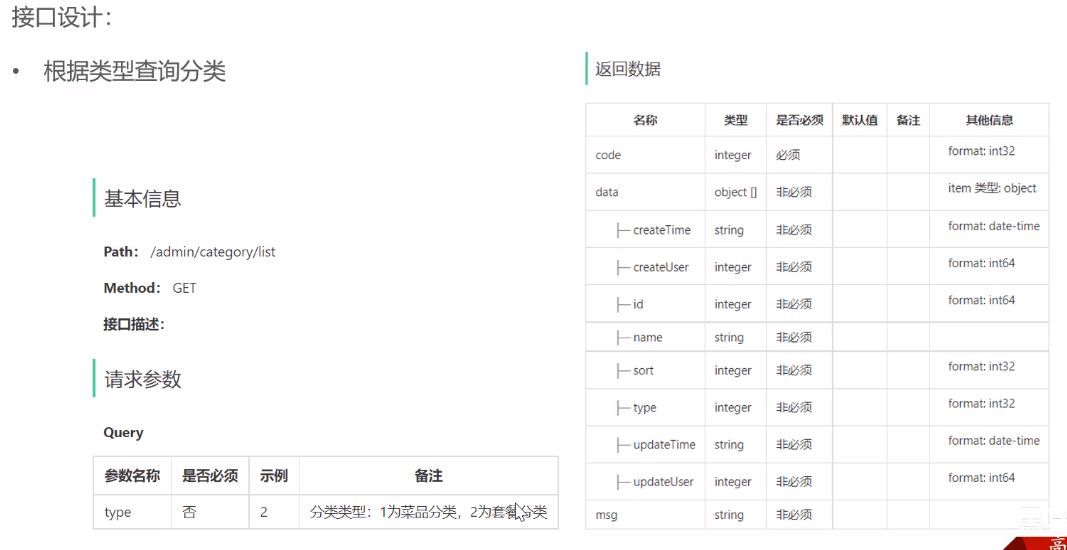 接口设计：
• 根据类型查询分类
基本信息
Path： /admin/category/list
Method： GET
接口描述：
请求参数
Query
参数名称 是否必须 示例 备注
type 否 2 分类类型：1为菜品分类，2为套餐分类
返回数据
名称 类型 是否必须 默认值 备注 其他信息
code integer 必须 format: int32
data object [] 非必须 item 类型: object
├─ createTime string 非必须 format: date-time
├─ createUser integer 非必须 format: int64
├─ id integer 非必须 format: int64
├─ name string 非必须
├─ sort integer 非必须 format: int32
├─ type integer 非必须 format: int32
├─ updateTime string 非必须 format: date-time
├─ updateUser integer 非必须 format: int64
msg string 非必须